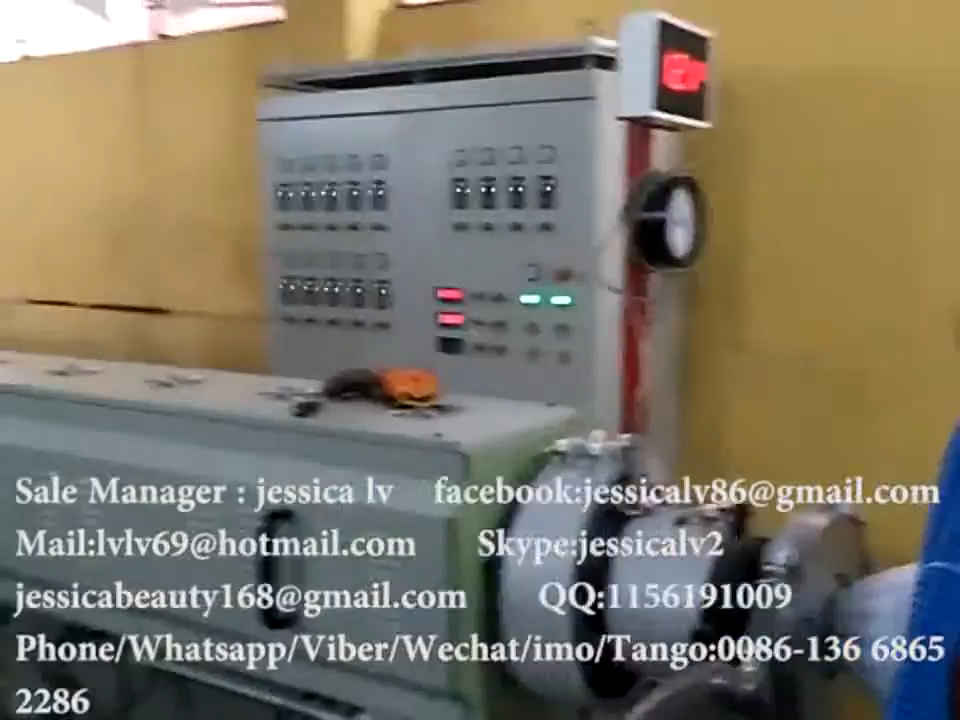 Sale Manager : jessica lv facebook:jessicalv86@gmail.com
Mail:lvlv69@hotmail.com Skype:jessicalv2
jessicabeauty168@gmail.com QQ:1156191009
Phone/Whatsapp/Viber/Wechat/imo/Tango:0086-136 6865
2286